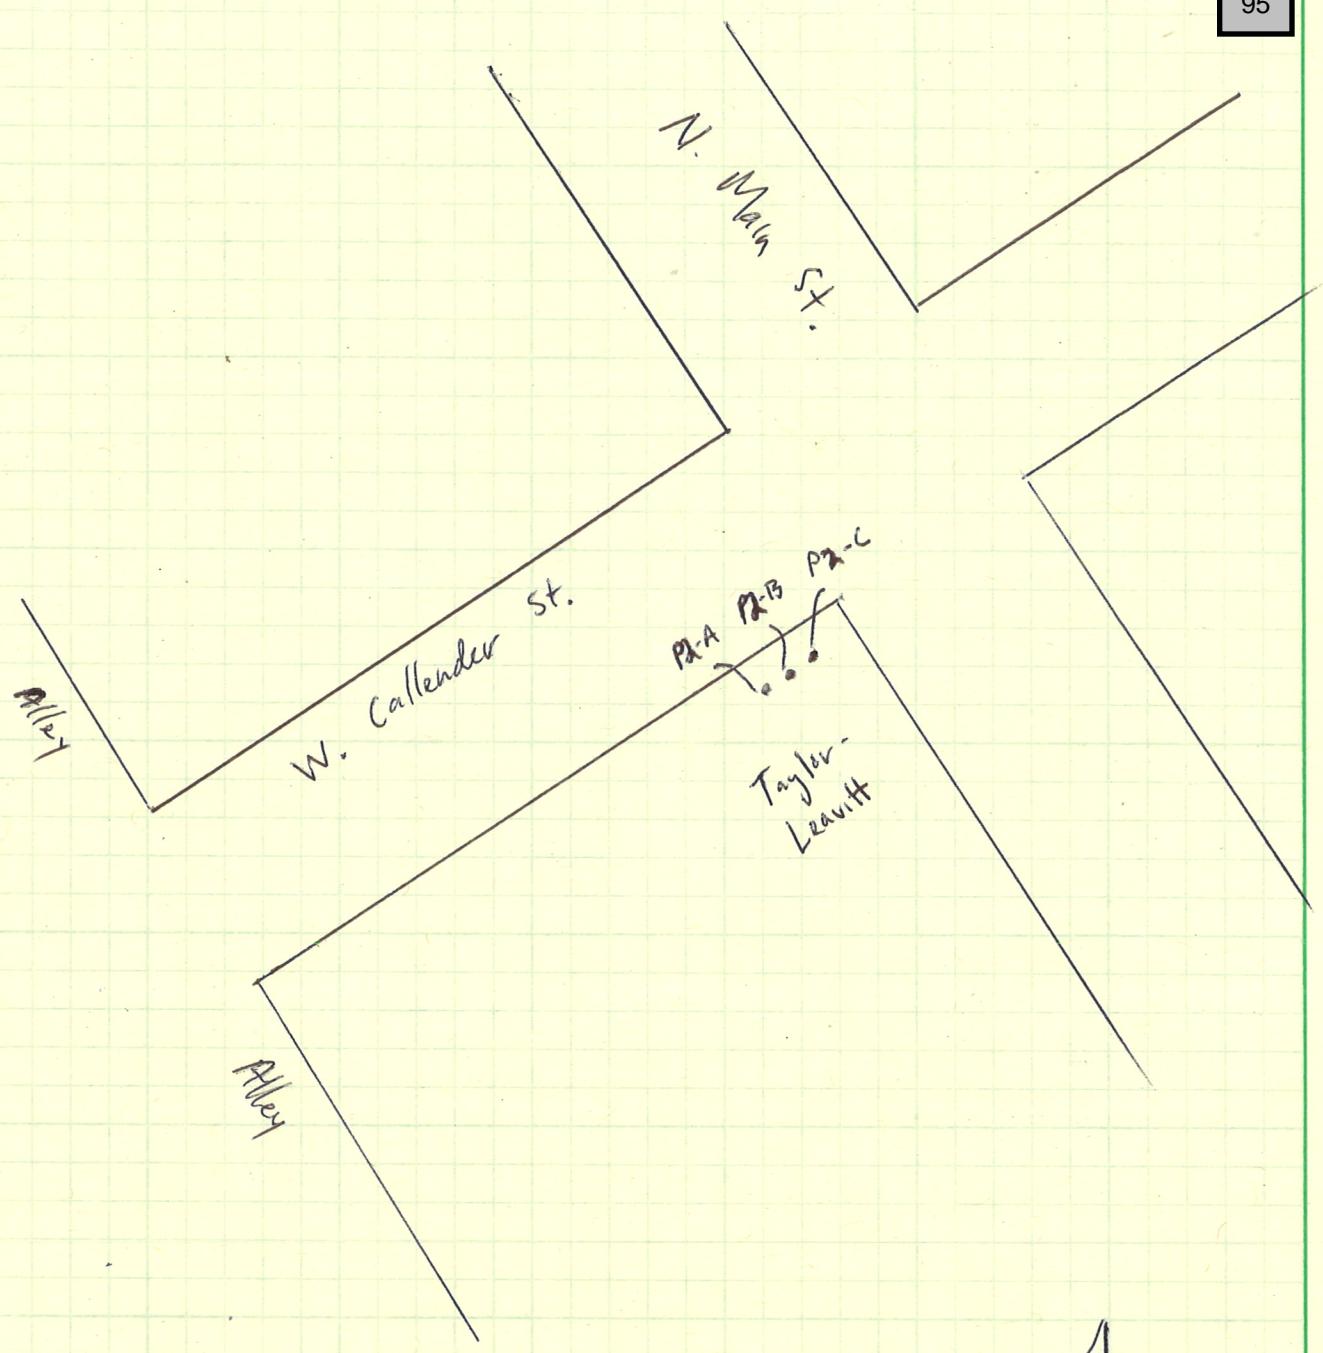 95
N. Main St.
P2-C
P2-B
P2-A
W. Callender St.
Alley
Taylor-
Leavitt
Alley